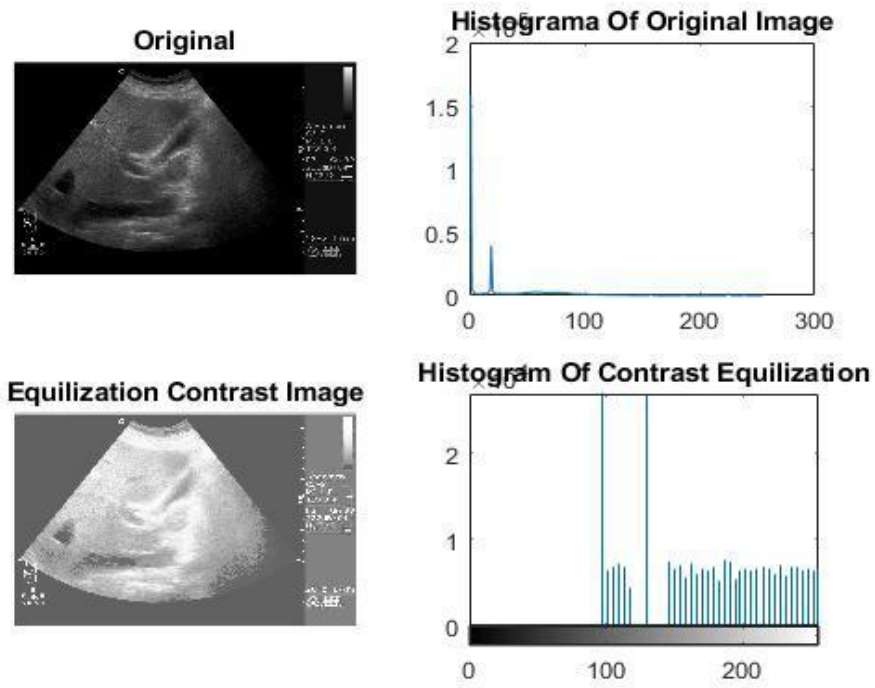 Original
Histograma Of Original Image
2
1.5
1
0.5
0
0 100 200 300
Equilization Contrast Image
Histogram Of Contrast Equilization
2
1
0
0 100 200